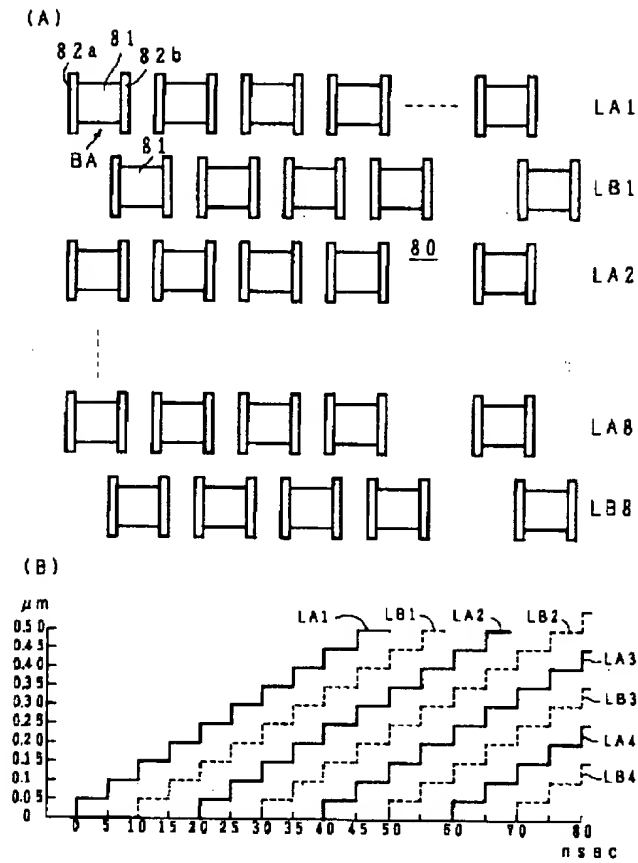 (A)
82a 81 82b
LA1
BA
81
LB1
80
LA2
LA8
LB8
(B)
μm
LA1 LB1 LA2 LB2
0.50
0.45
0.40
LA3
0.35
LB3
0.30
0.25
LA4
0.20
0.15
LB4
0.1
0.05
0
0 5 10 15 20 25 30 35 40 45 50 55 60 70 80
nsec